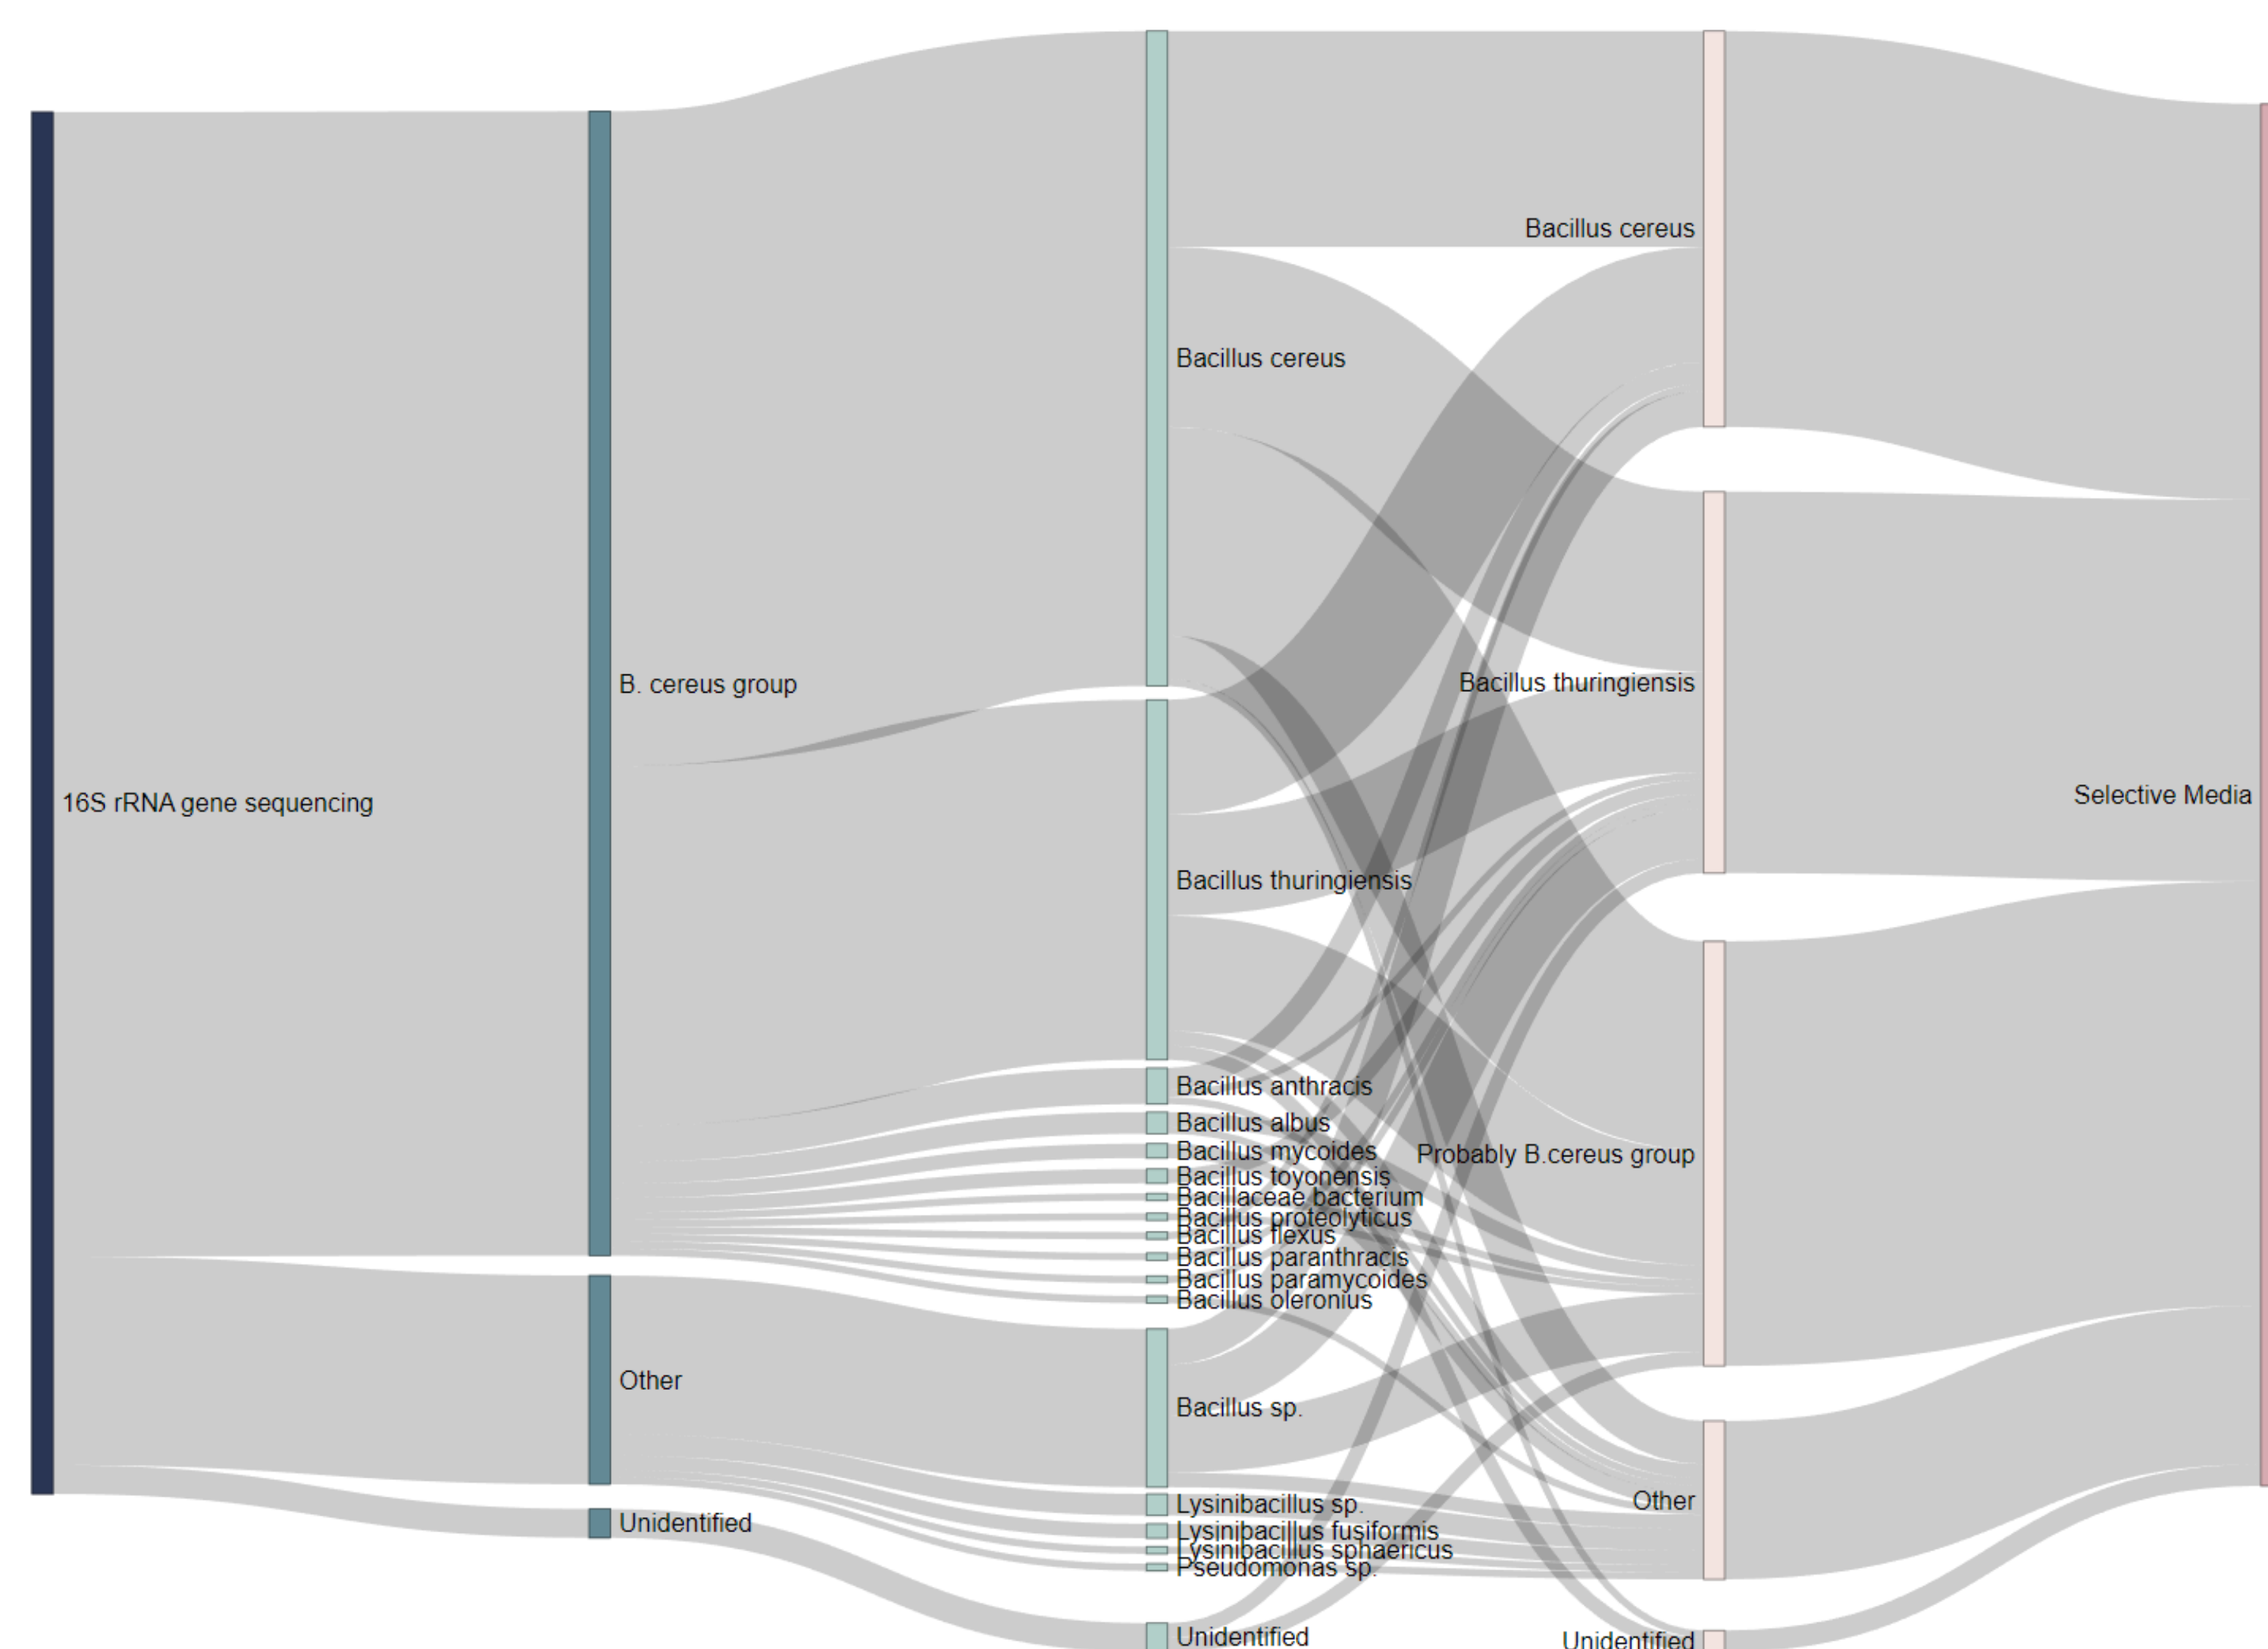 16S rRNA gene sequencing
B. cereus group
Other
Unidentified
Bacillus cereus
Bacillus thuringiensis
Bacillus anthracis
Bacillus albus
Bacillus mycoides
Bacillus toyonensis
Bacillaceae bacterium
Bacillus proteolyticus
Bacillus flexus
Bacillus paranthracis
Bacillus paramycoides
Bacillus oleronius
Bacillus sp.
Lysinibacillus sp.
Lysinibacillus fusiformis
Lysinibacillus sphaericus
Pseudomonas sp.
Unidentified
Bacillus cereus
Bacillus thuringiensis
Probably B.cereus group
Other
Unidentified
Selective Media